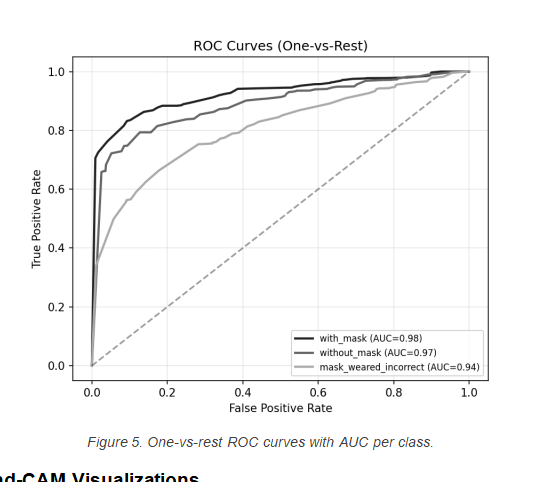 ROC Curves (One-vs-Rest)
1.0
0.8
0.6
0.4
0.2
0.0
True Positive Rate
0.0 0.2 0.4 0.6 0.8 1.0
False Positive Rate
with_mask (AUC=0.98)
without_mask (AUC=0.97)
mask_weared_incorrect (AUC=0.94)
Figure 5. One-vs-rest ROC curves with AUC per class.
d-CAM Visualizations